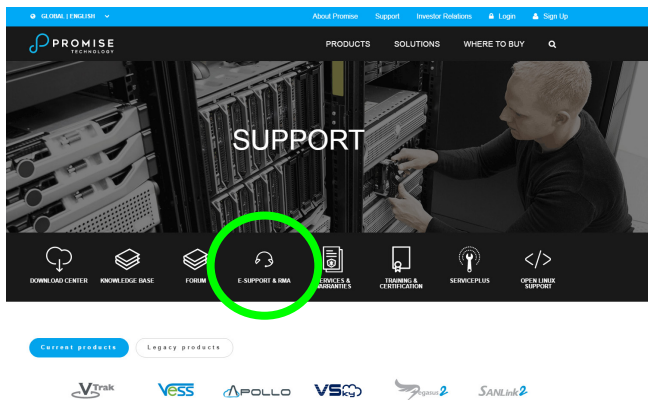 GLOBAL | ENGLISH About Promise Support Investor Relations Login Sign Up
PROMISE
TECHNOLOGY
PRODUCTS SOLUTIONS WHERE TO BUY
SUPPORT
DOWNLOAD CENTER KNOWLEDGE BASE FORUM E-SUPPORT & RMA SERVICES & WARRANTIES TRAINING & CERTIFICATION SERVICEPLUS OPEN LINUX SUPPORT
Current products Legacy products
VTrak Vess APOLLO VSky Pegasus2 SANLink2